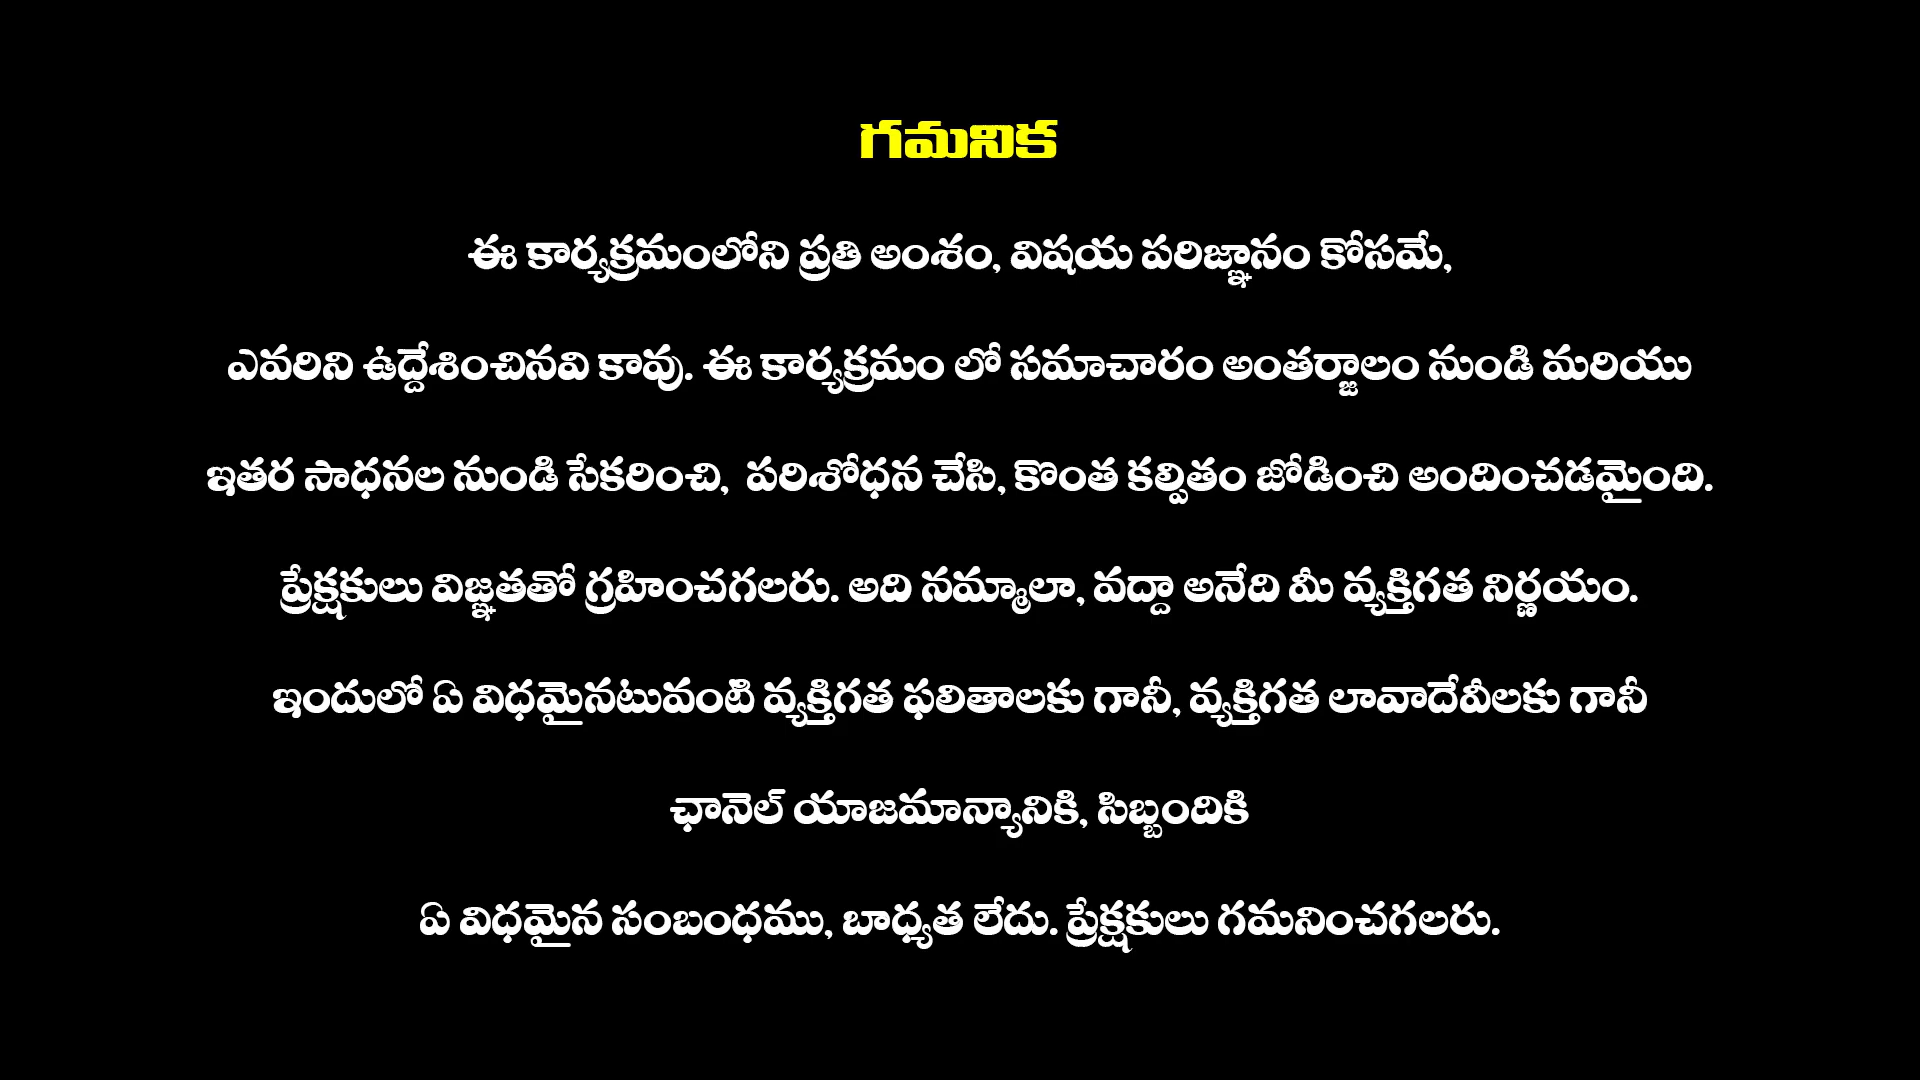 గమనిక
ఈ కార్యక్రమంలోని ప్రతి అంశం, విషయ పరిజ్ఞానం కోసమే,
ఎవరిని ఉద్దేశించినవి కావు. ఈ కార్యక్రమం లో సమాచారం అంతర్జాలం నుండి మరియు
ఇతర సాధనల నుండి సేకరించి, పరిశోధన చేసి, కొంత కల్పితం జోడించి అందించడమైంది.
ప్రేక్షకులు విజ్ఞతతో గ్రహించగలరు. అది నమ్మాలా, వద్దా అనేది మీ వ్యక్తిగత నిర్ణయం.
ఇందులో ఏ విధమైనటువంటి వ్యక్తిగత ఫలితాలకు గానీ, వ్యక్తిగత లావాదేవీలకు గానీ
ఛానెల్ యాజమాన్యానికి, సిబ్బందికి
ఏ విధమైన సంబంధము, బాధ్యత లేదు. ప్రేక్షకులు గమనించగలరు.